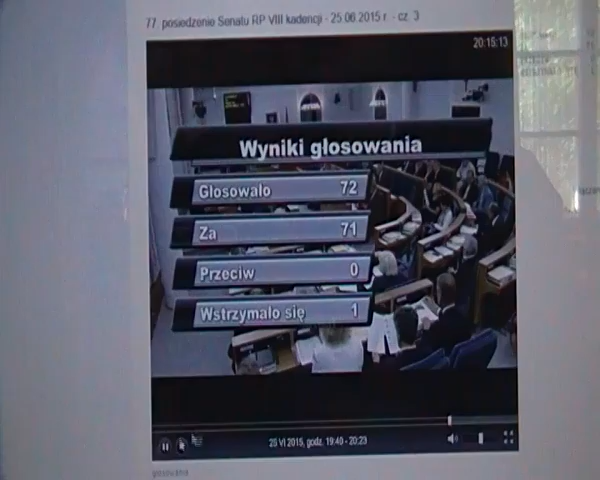 77. posiedzenie Senatu RP VIII kadencji - 25.06.2015 r. - cz. 3
20:15:13
Wyniki głosowania
Głosowało 72
Za 71
Przeciw 0
Wstrzymało się 1
25 VI 2015, godz. 19:40 - 20:23